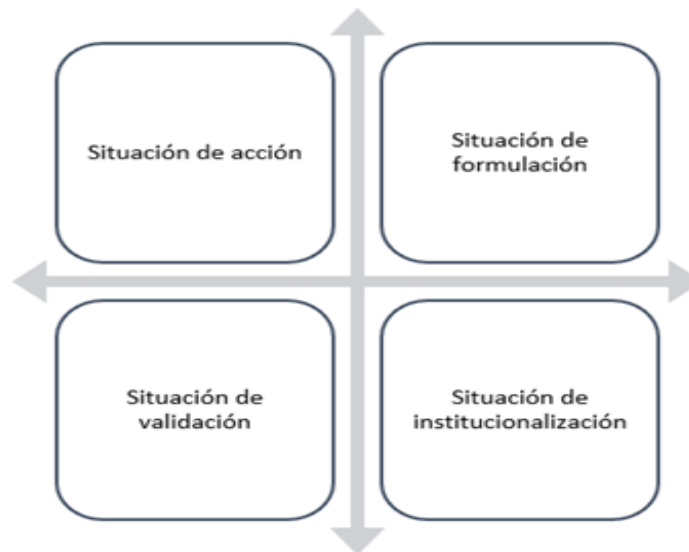 Situación de acción
Situación de
formulación
Situación de
validación
Situación de
institucionalización